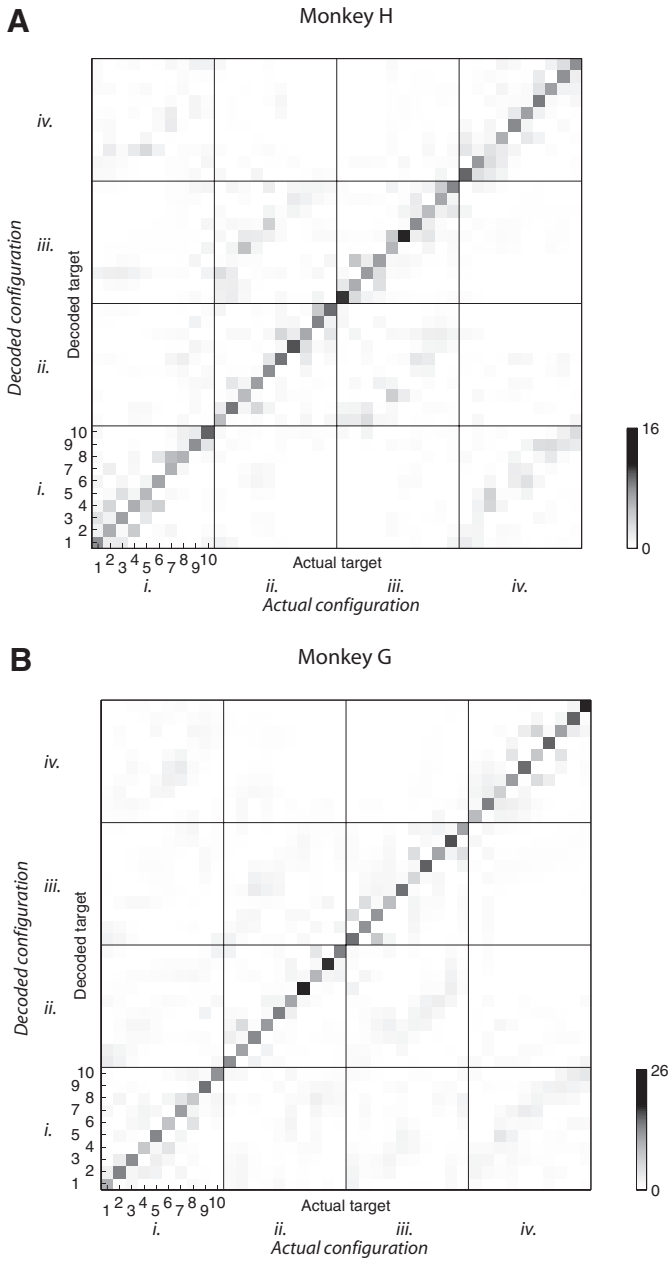 A
Monkey H
Decoded configuration
Decoded target
iv.
iii.
ii.
i.
10
9
8
7
6
5
4
3
2
1
1 2 3 4 5 6 7 8 9 10
Actual target
i. ii. iii. iv.
Actual configuration
16
0
B
Monkey G
Decoded configuration
Decoded target
iv.
iii.
ii.
i.
10
9
8
7
6
5
4
3
2
1
1 2 3 4 5 6 7 8 9 10
Actual target
i. ii. iii. iv.
Actual configuration
26
0